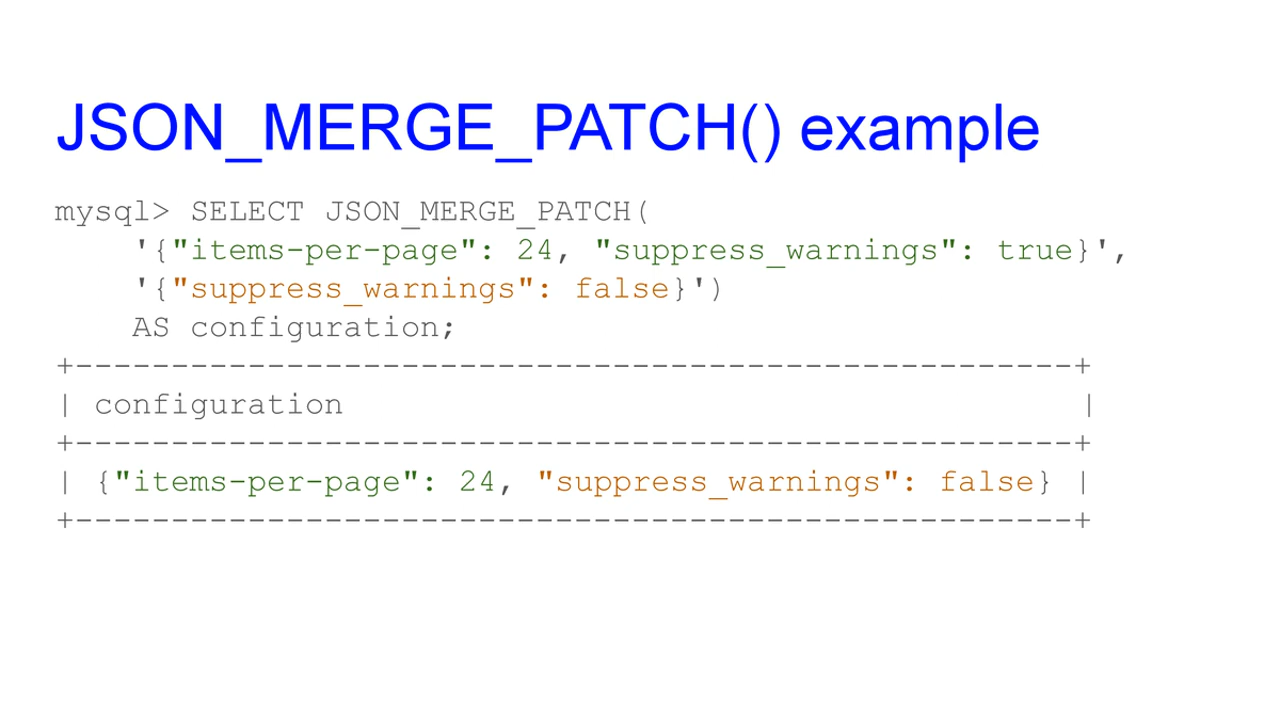 JSON_MERGE_PATCH() example
mysql> SELECT JSON_MERGE_PATCH(
    '{"items-per-page": 24, "suppress_warnings": true}',
    '{"suppress_warnings": false}')
    AS configuration;
+----------------------------------------------------+
| configuration                                       |
+----------------------------------------------------+
| {"items-per-page": 24, "suppress_warnings": false} |
+----------------------------------------------------+